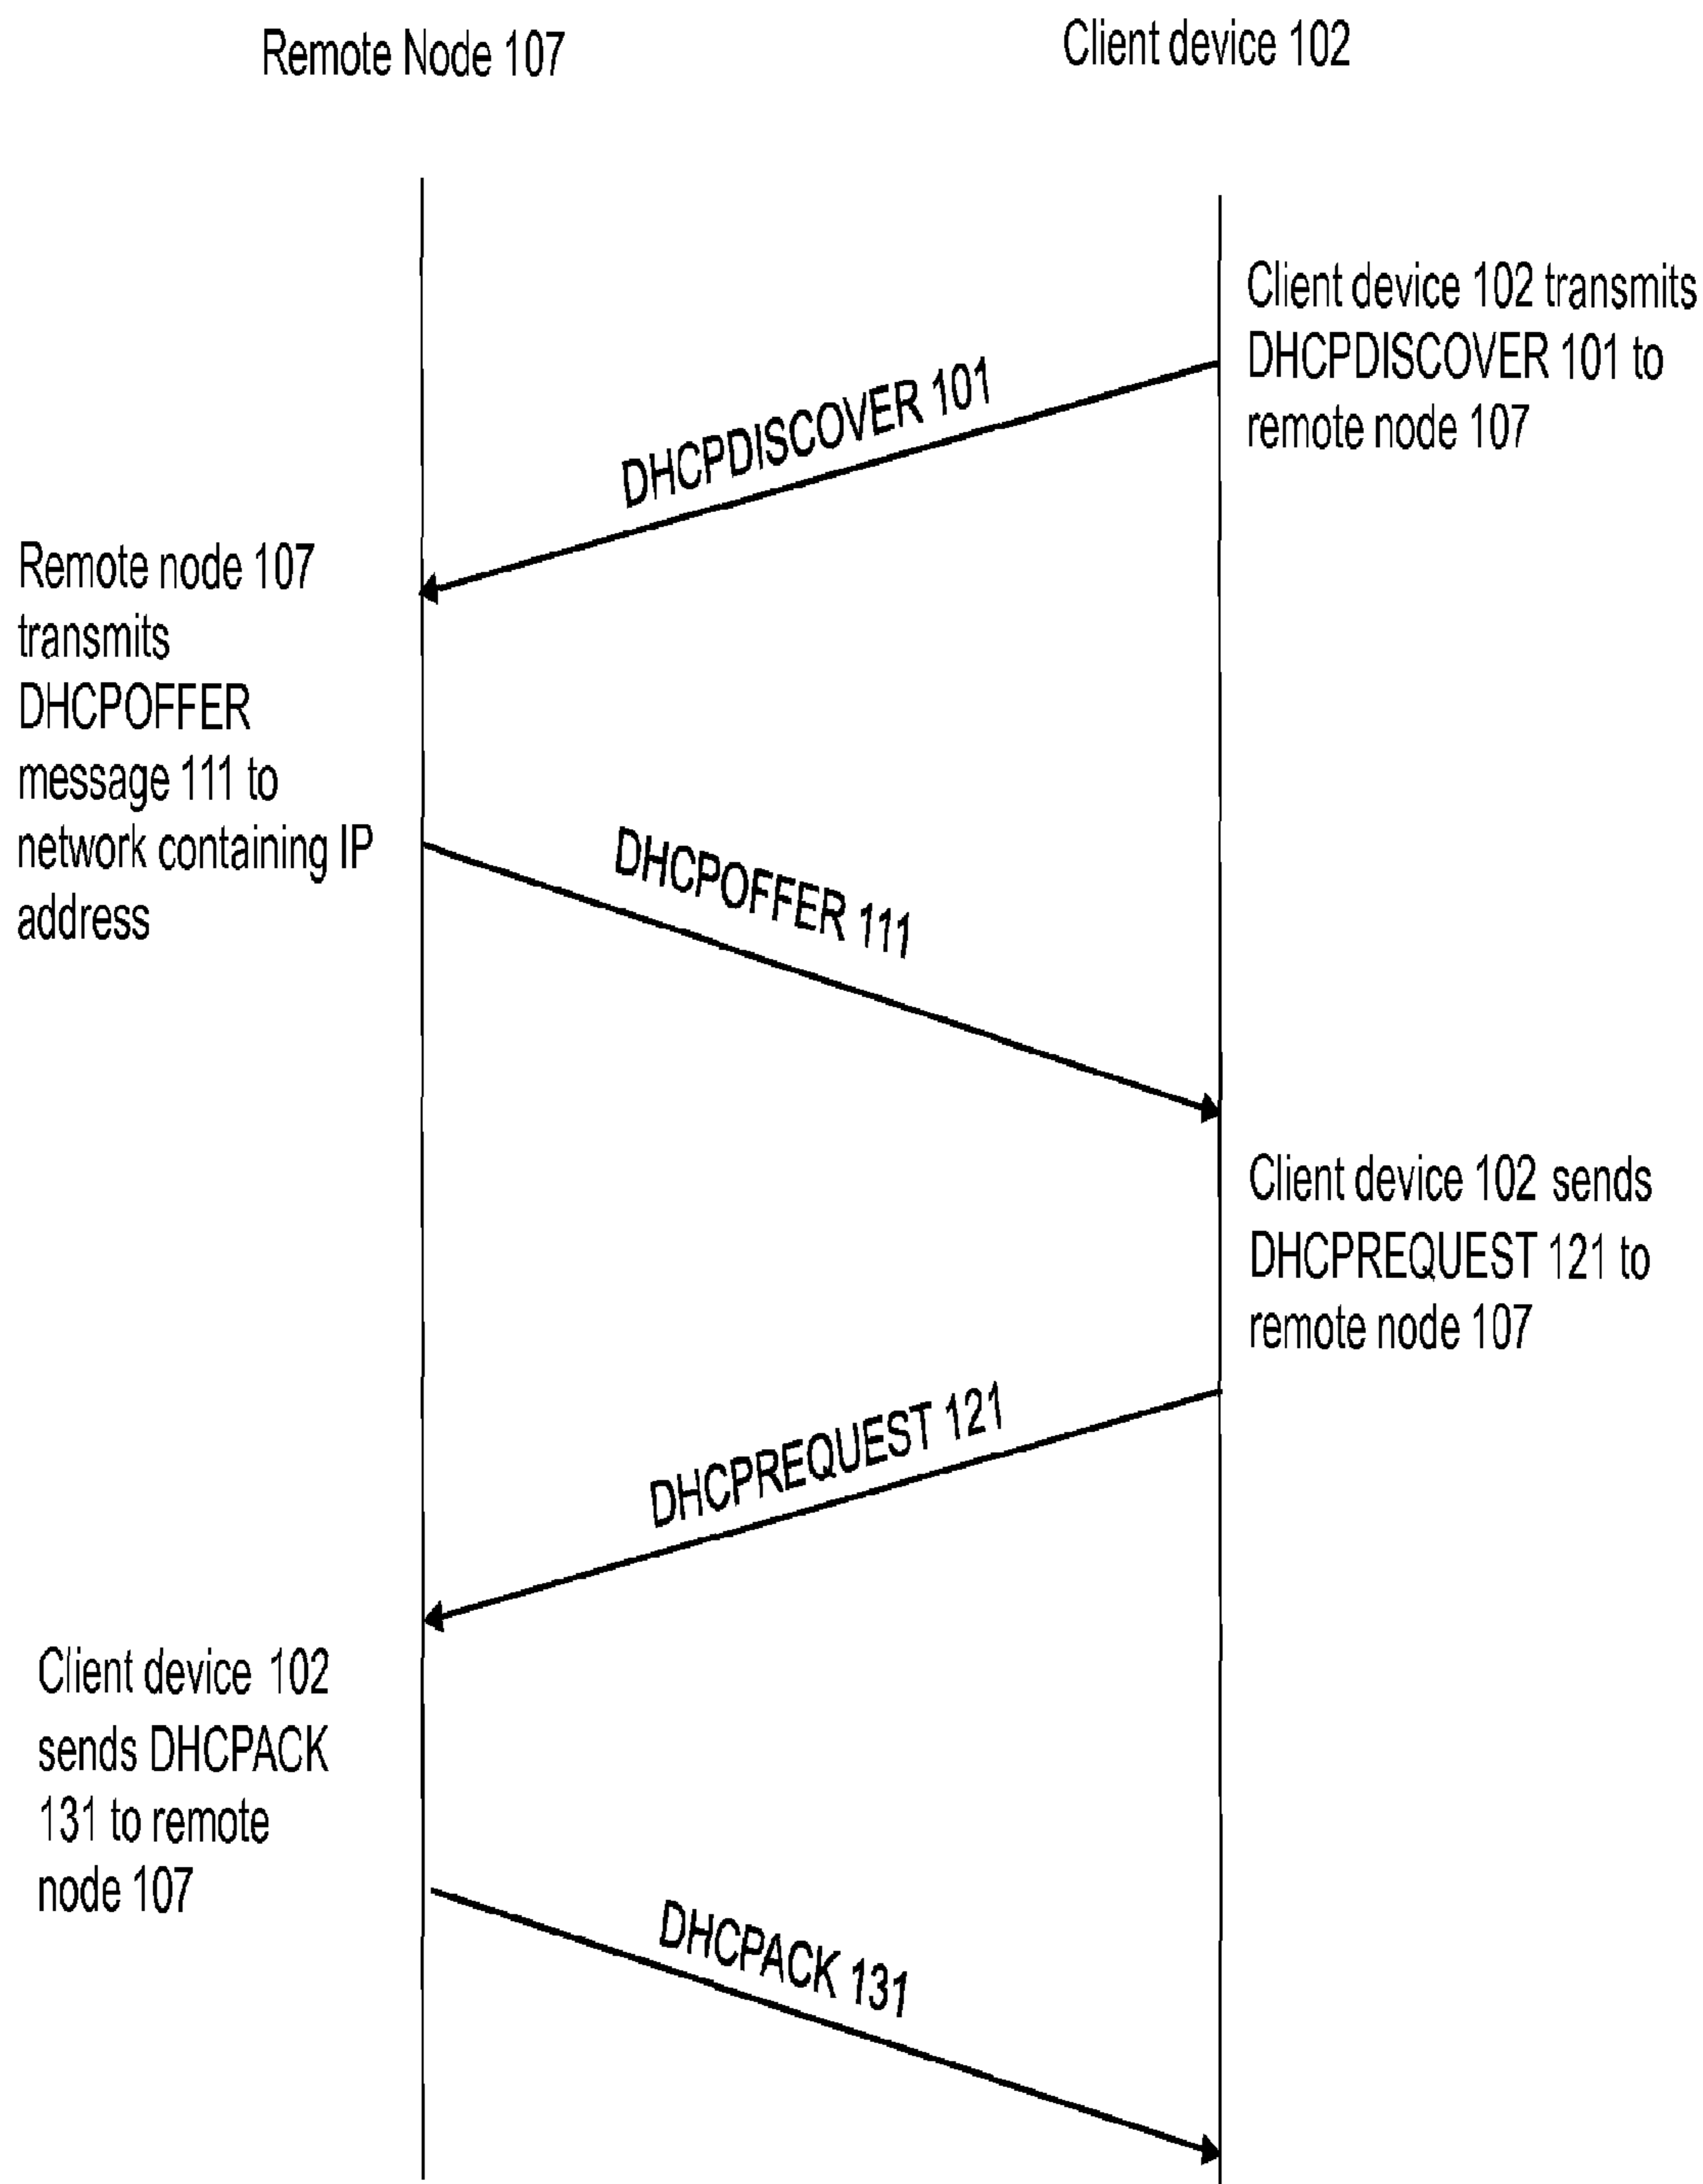 Remote Node 107
Client device 102
Client device 102 transmits
DHCPDISCOVER 101 to
remote node 107
DHCPDISCOVER 101
Remote node 107
transmits
DHCPOFFER
message 111 to
network containing IP
address
DHCPOFFER 111
Client device 102 sends
DHCPREQUEST 121 to
remote node 107
DHCPREQUEST 121
Client device 102
sends DHCPACK
131 to remote
node 107
DHCPACK 131